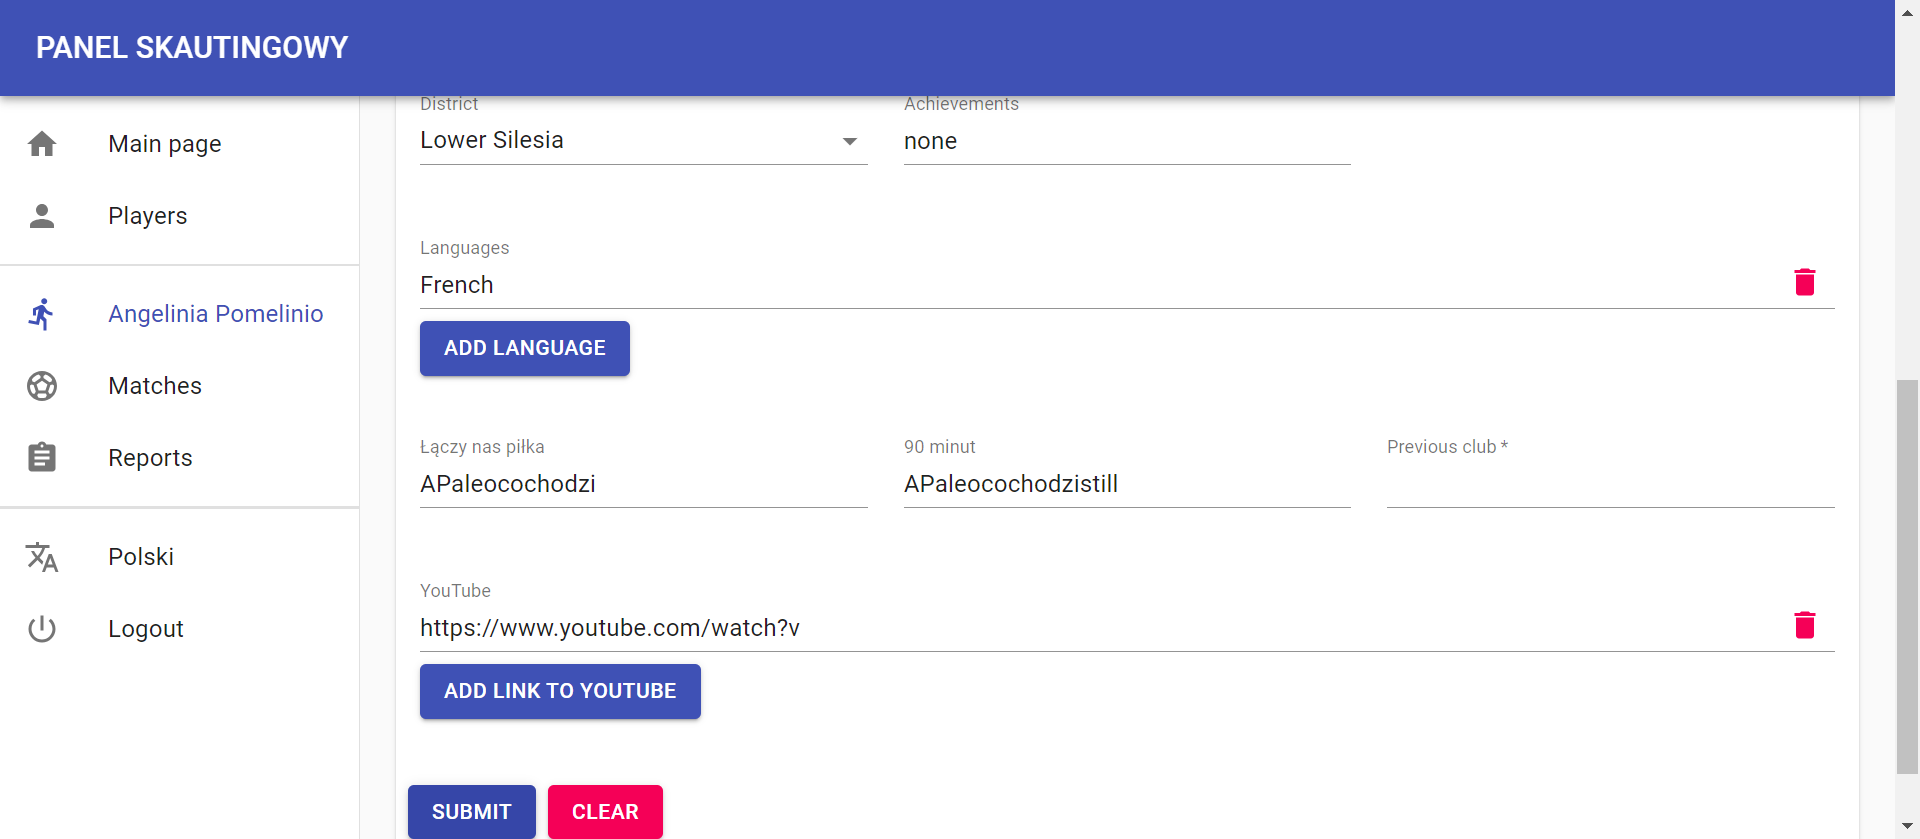 PANEL SKAUTINGOWY
Main page
Players
Angelinia Pomelinio
Matches
Reports
Polski
Logout
District
Lower Silesia
Achievements
none
Languages
French
ADD LANGUAGE
Łączy nas piłka
APaleocochodzi
90 minut
APaleocochodzistill
Previous club *
YouTube
https://www.youtube.com/watch?v
ADD LINK TO YOUTUBE
SUBMIT
CLEAR